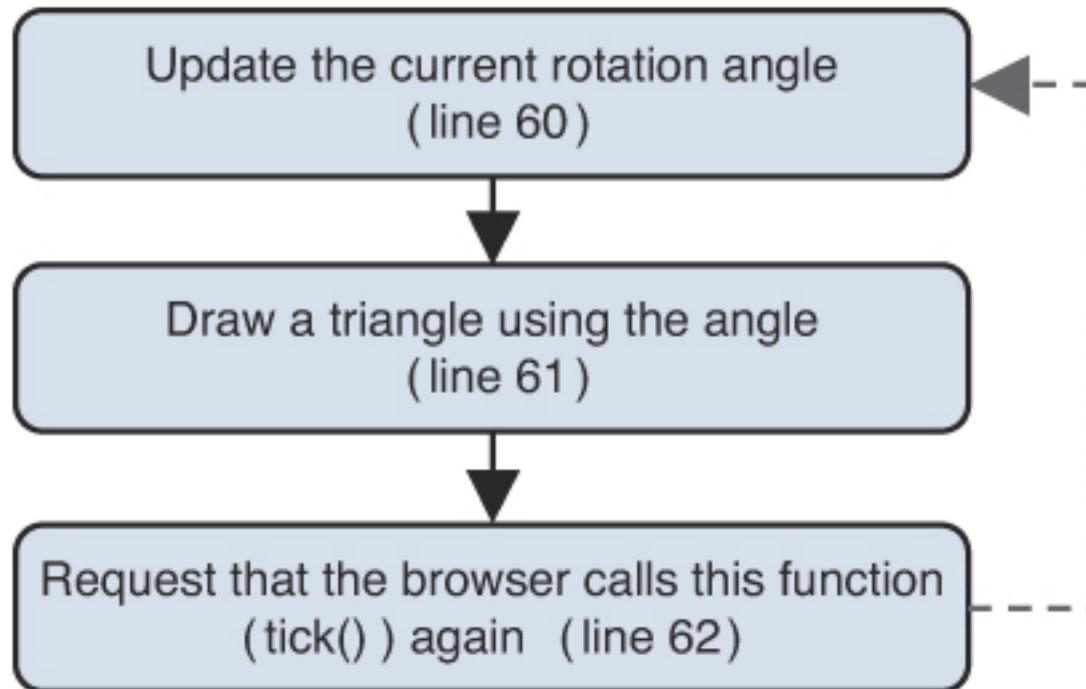 Update the current rotation angle
(line 60)
Draw a triangle using the angle
(line 61)
Request that the browser calls this function
(tick() ) again (line 62)